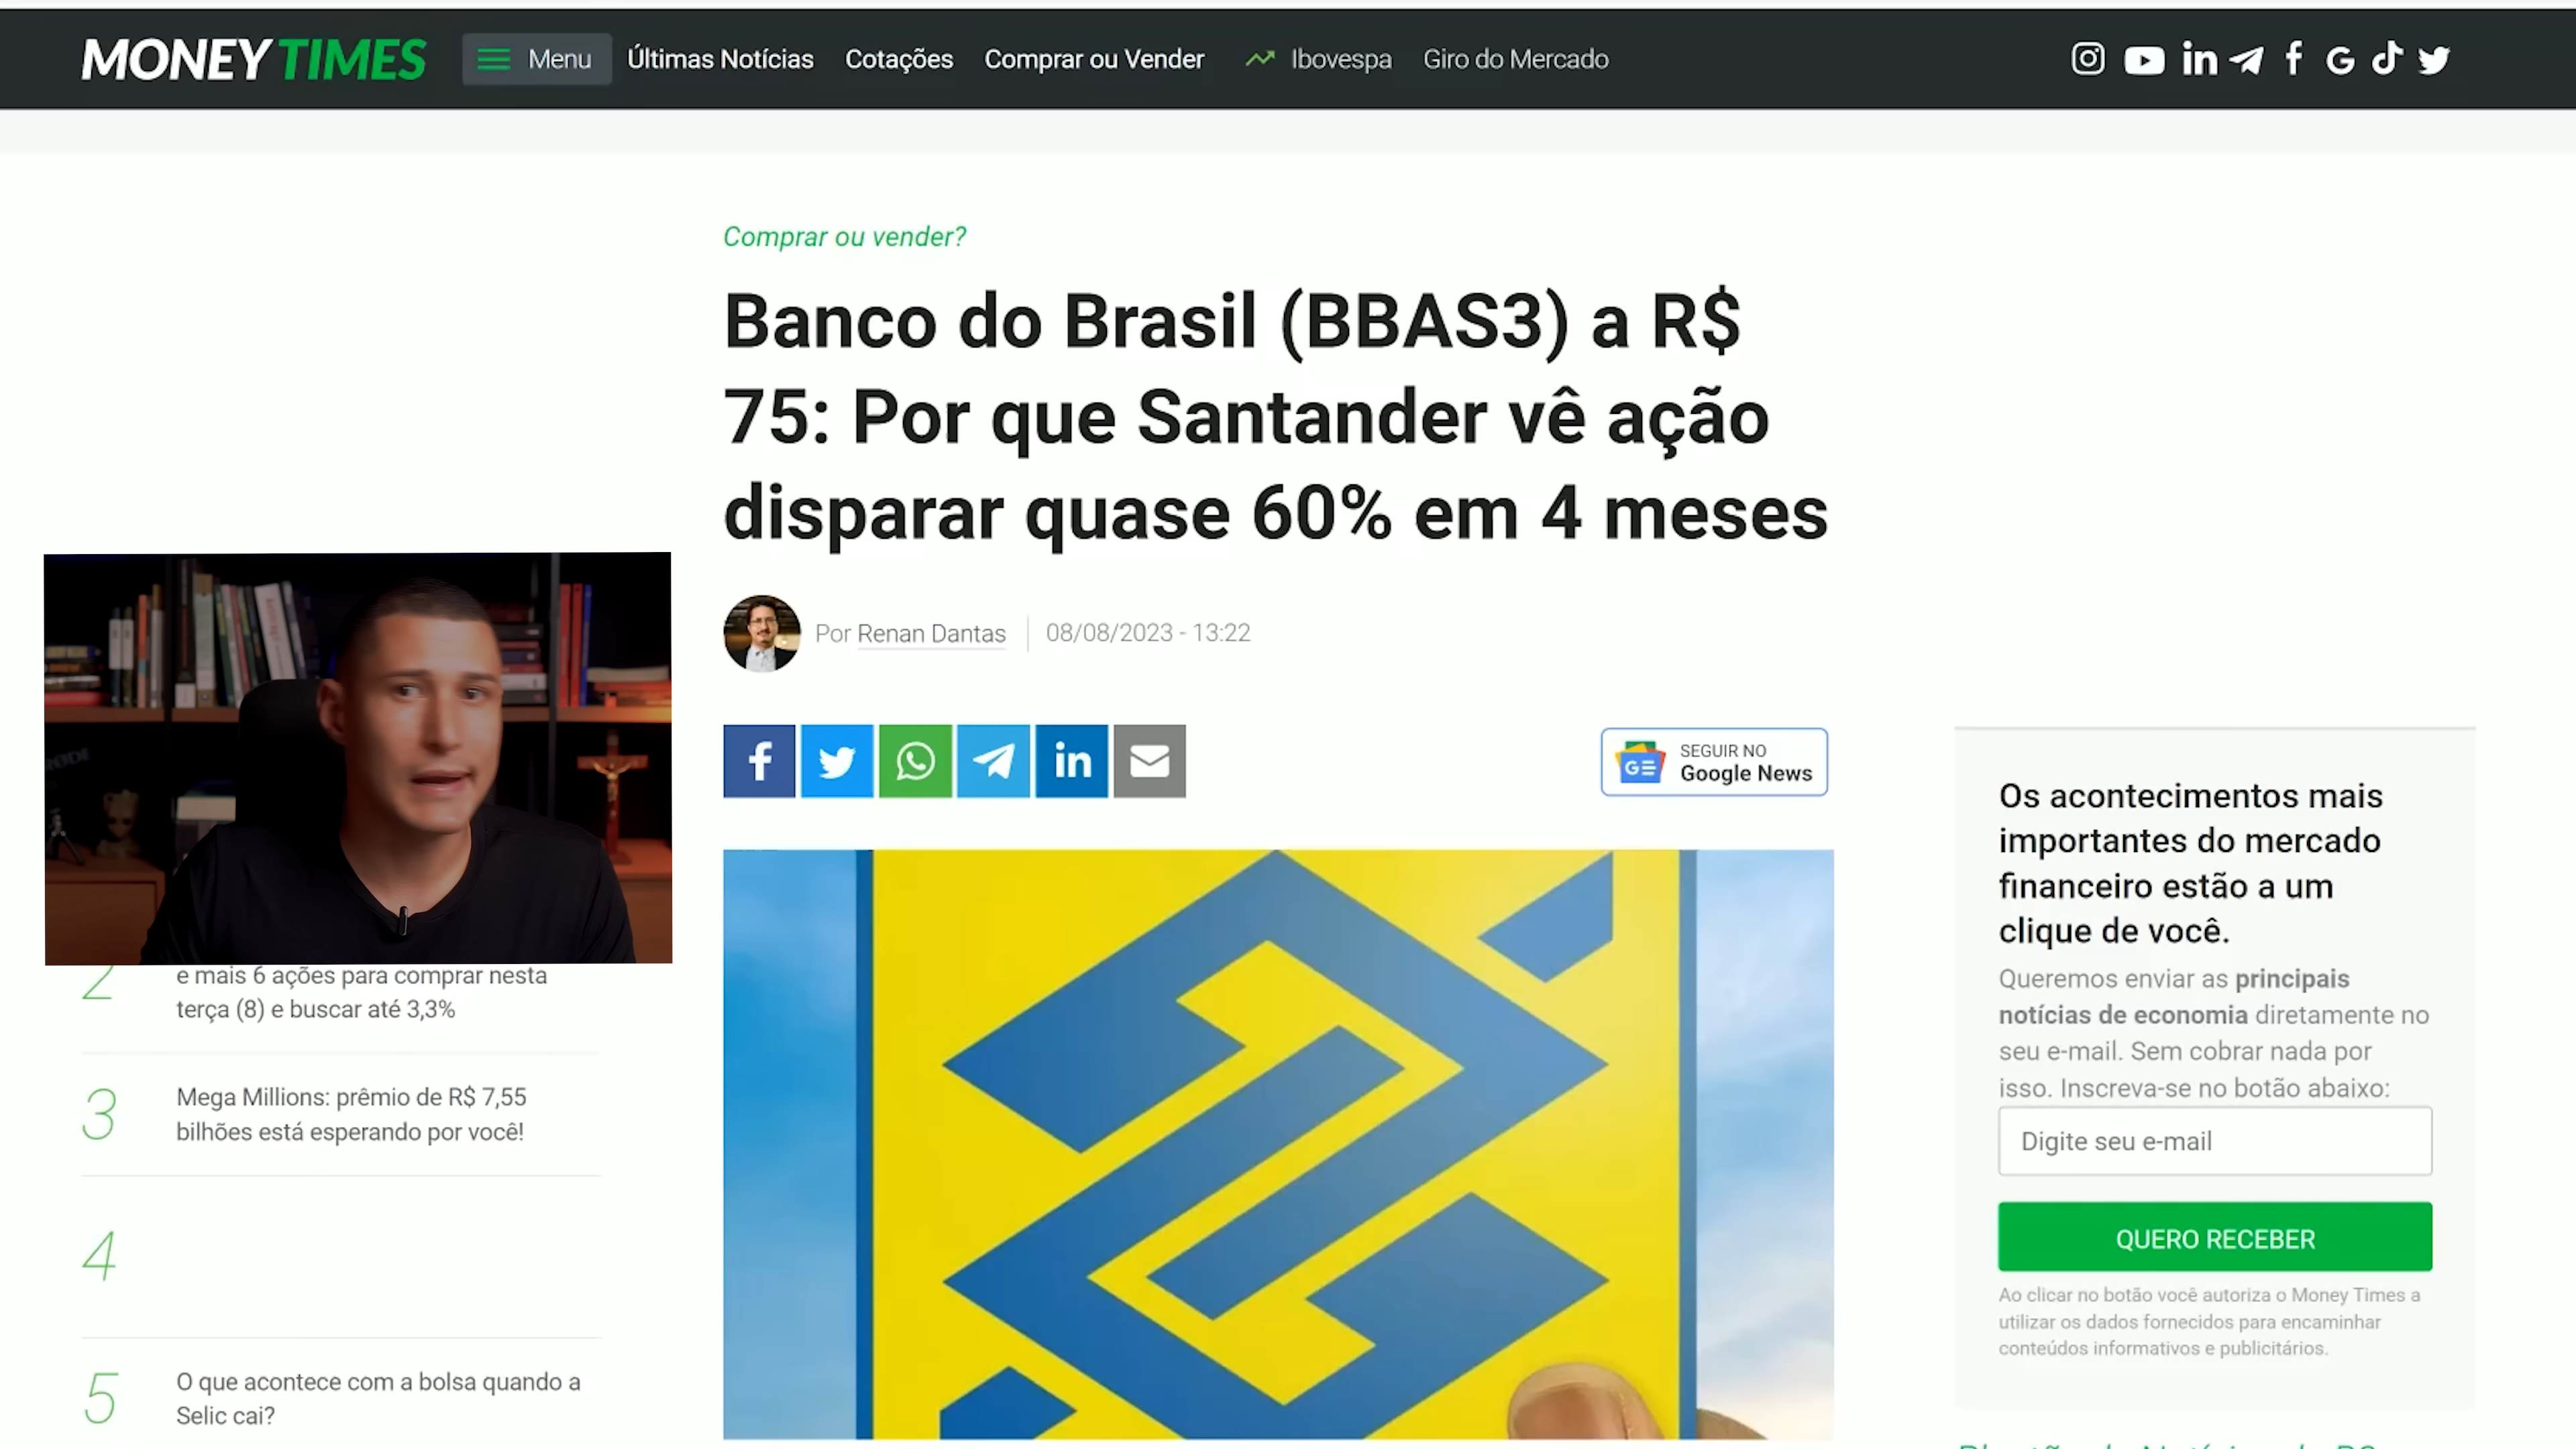 MONEY TIMES
Menu
Últimas Notícias
Cotações
Comprar ou Vender
Ibovespa
Giro do Mercado
Comprar ou vender?
Banco do Brasil (BBAS3) a R$
75: Por que Santander vê ação
disparar quase 60% em 4 meses
Por Renan Dantas
08/08/2023 - 13:22
SEGUIR NO
Google News
2
e mais 6 ações para comprar nesta
terça (8) e buscar até 3,3%
3
Mega Millions: prêmio de R$ 7,55
bilhões está esperando por você!
4
5
O que acontece com a bolsa quando a
Selic cai?
Os acontecimentos mais
importantes do mercado
financeiro estão a um
clique de você.
Queremos enviar as principais
notícias de economia diretamente no
seu e-mail. Sem cobrar nada por
isso. Inscreva-se no botão abaixo:
Digite seu e-mail
QUERO RECEBER
Ao clicar no botão você autoriza o Money Times a
utilizar os dados fornecidos para encaminhar
conteúdos informativos e publicitários.